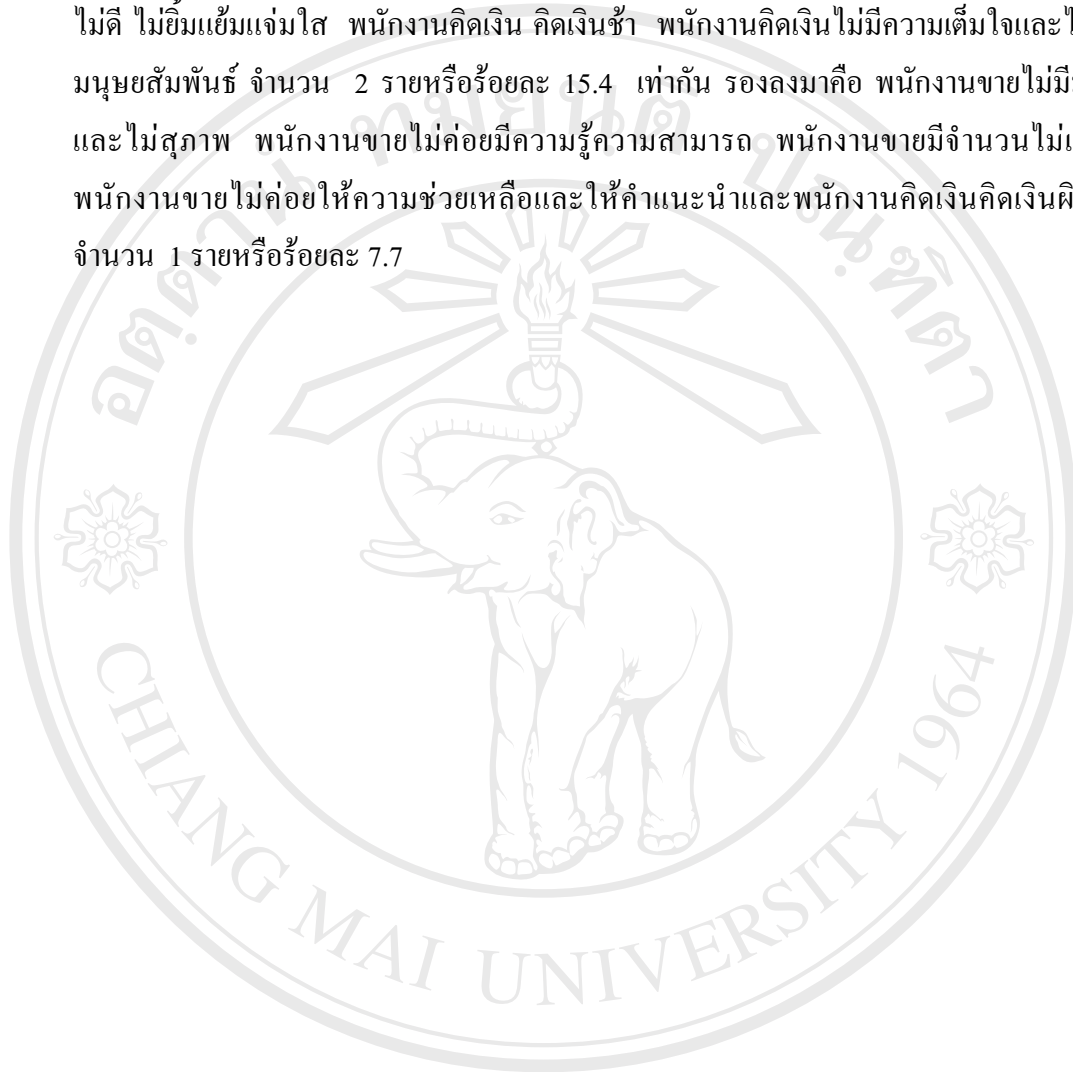 ไม่ดี ไม่ยิ้มแย้มแจ่มใส พนักงานคิดเงิน คิดเงินช้า พนักงานคิดเงินไม่มีความเต็มใจและ
มนุษยสัมพันธ์ จำนวน 2 รายหรือร้อยละ 15.4 เท่ากัน รองลงมาคือ พนักงานขายไม่มี
และไม่สุภาพ พนักงานขายไม่ค่อยมีความรู้ความสามารถ พนักงานขายมีจำนวน
พนักงานขายไม่ค่อยให้ความช่วยเหลือและให้คำแนะนำและพนักงานคิดเงินคิดเงิน
จำนวน 1 รายหรือร้อยละ 7.7
CHIANG MAI UNIVERSITY 1964